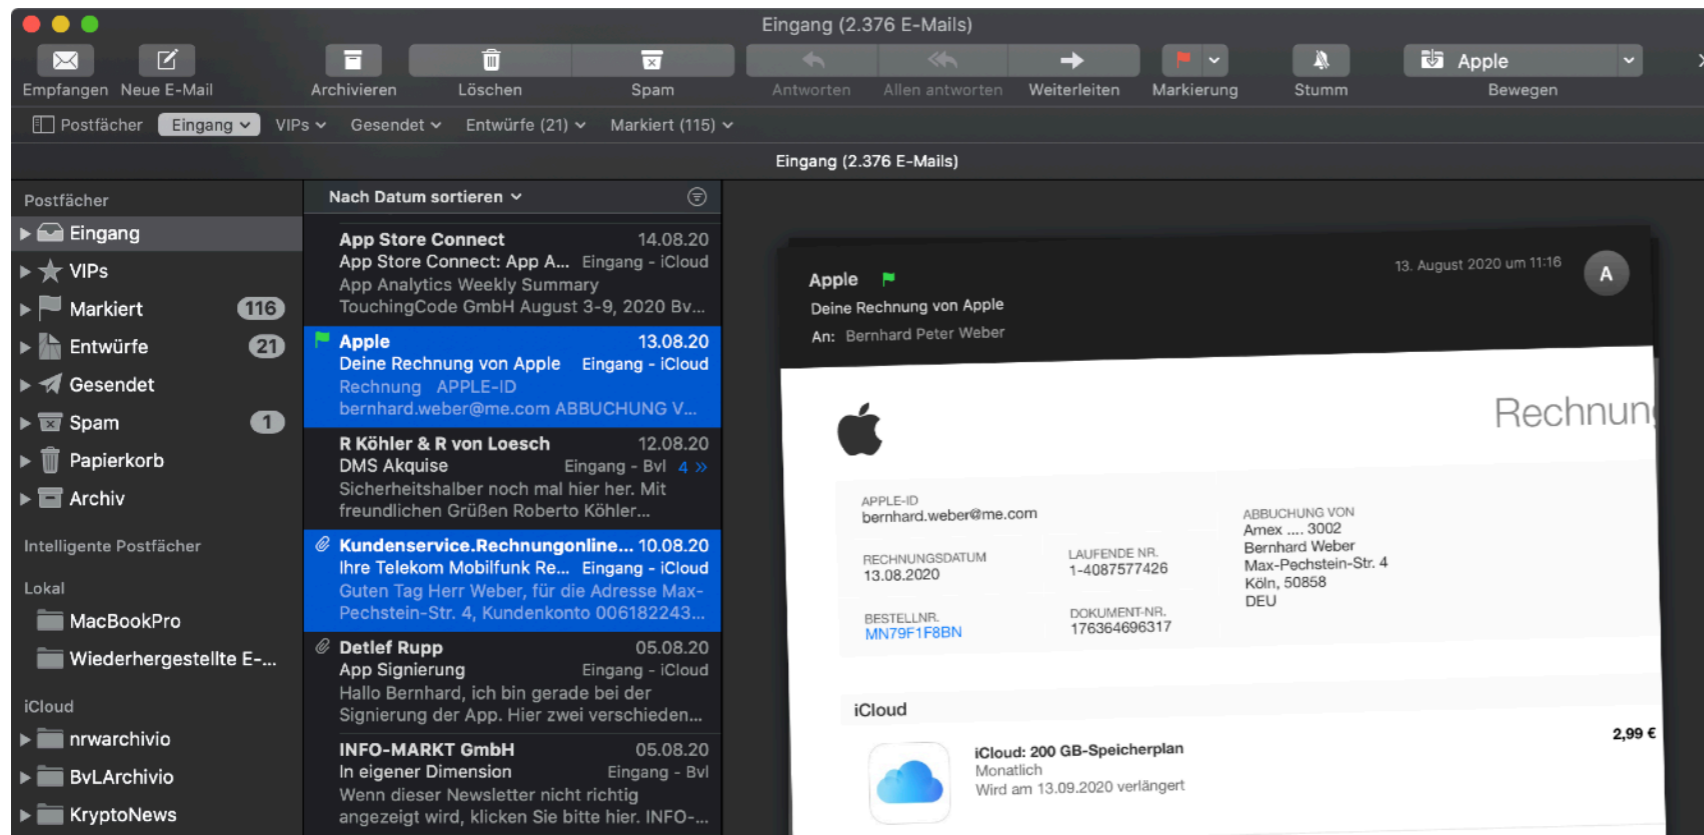 Eingang (2.376 E-Mails)
Empfangen Neue E-Mail Archivieren Löschen Spam Antworten Allen antworten Weiterleiten Markierung Stumm Apple Bewegen
Postfächer Eingang VIPs Gesendet Entwürfe (21) Markiert (115)
Eingang (2.376 E-Mails)
Postfächer
Eingang
VIPs
Markiert 116
Entwürfe 21
Gesendet
Spam 1
Papierkorb
Archiv
Intelligente Postfächer
Lokal
MacBookPro
Wiederhergestellte E-...
iCloud
nrwarchivio
BvLArchivio
KryptoNews
Nach Datum sortieren
App Store Connect 14.08.20
App Store Connect: App A... Eingang - iCloud
App Analytics Weekly Summary
TouchingCode GmbH August 3-9, 2020 Bv...
Apple 13.08.20
Deine Rechnung von Apple Eingang - iCloud
Rechnung APPLE-ID
bernhard.weber@me.com ABBUCHUNG V...
R Köhler & R von Loesch 12.08.20
DMS Akquise Eingang - Bvl 4 »
Sicherheitshalber noch mal hier her. Mit
freundlichen Grüßen Roberto Köhler...
Kundenservice.Rechnungonline... 10.08.20
Ihre Telekom Mobilfunk Re... Eingang - iCloud
Guten Tag Herr Weber, für die Adresse Max-
Pechstein-Str. 4, Kundenkonto 006182243...
Detlef Rupp 05.08.20
App Signierung Eingang - iCloud
Hallo Bernhard, ich bin gerade bei der
Signierung der App. Hier zwei verschieden...
INFO-MARKT GmbH 05.08.20
In eigener Dimension Eingang - Bvl
Wenn dieser Newsletter nicht richtig
angezeigt wird, klicken Sie bitte hier. INFO-...
Apple 13. August 2020 um 11:16 A
Deine Rechnung von Apple
An: Bernhard Peter Weber
Rechnung
APPLE-ID
bernhard.weber@me.com
RECHNUNGSDATUM
13.08.2020
LAUFENDE NR.
1-4087577426
BESTELLNR.
MN79F1F8BN
DOKUMENT-NR.
176364696317
ABBUCHUNG VON
Amex .... 3002
Bernhard Weber
Max-Pechstein-Str. 4
Köln, 50858
DEU
iCloud
iCloud: 200 GB-Speicherplan 2,99 €
Monatlich
Wird am 13.09.2020 verlängert